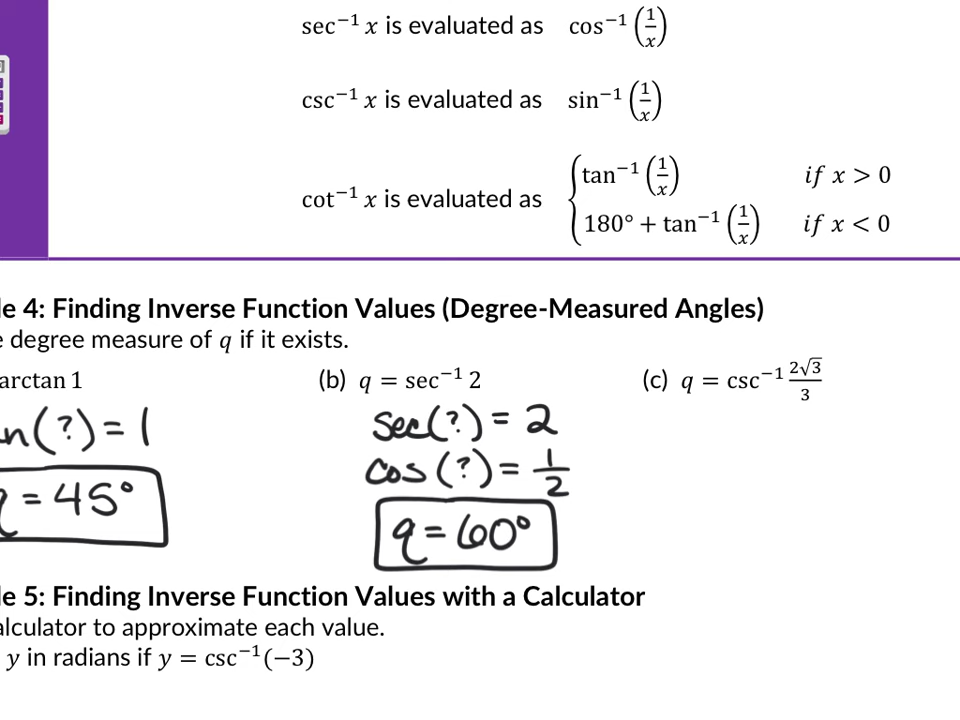 sec⁻¹ x is evaluated as cos⁻¹ (1/x)
csc⁻¹ x is evaluated as sin⁻¹ (1/x)
cot⁻¹ x is evaluated as { tan⁻¹ (1/x) if x > 0
180° + tan⁻¹ (1/x) if x < 0
le 4: Finding Inverse Function Values (Degree-Measured Angles)
e degree measure of q if it exists.
arctan 1 (b) q = sec⁻¹ 2 (c) q = csc⁻¹ 2√3/3
n(?) = 1 sec(?) = 2
cos(?) = 1/2
q = 45° q = 60°
le 5: Finding Inverse Function Values with a Calculator
alculator to approximate each value.
y in radians if y = csc⁻¹(−3)